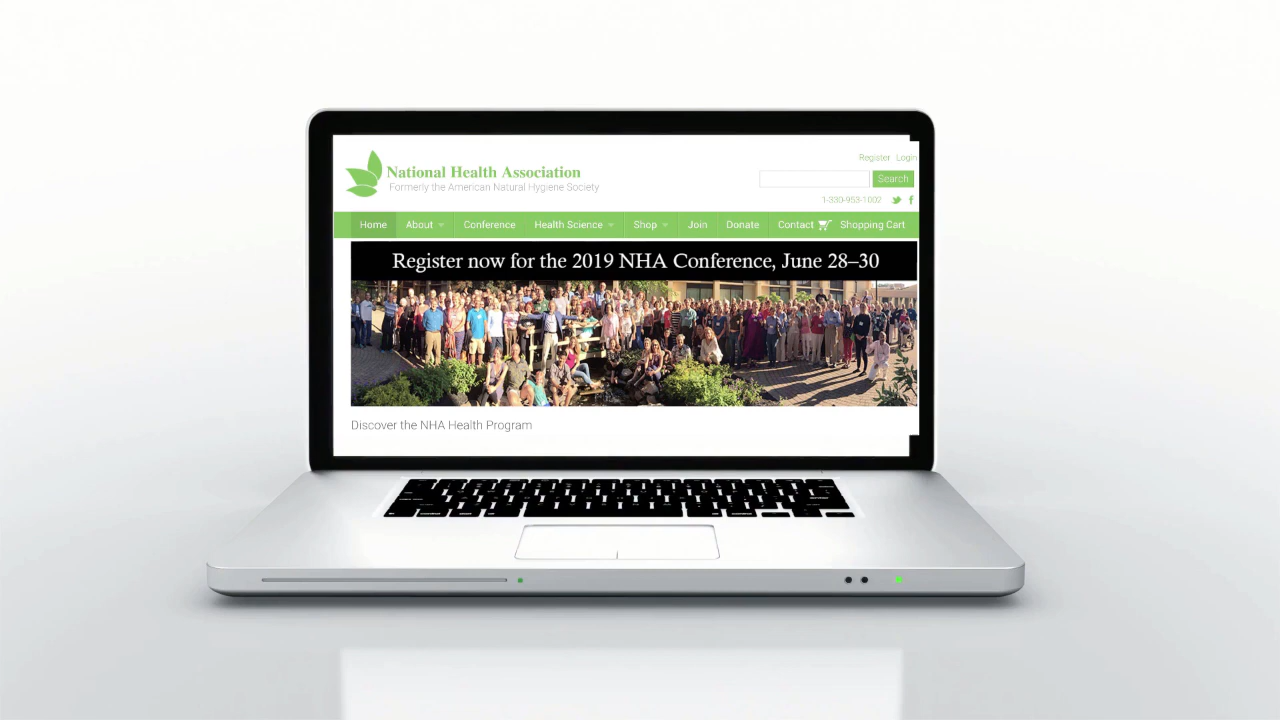 National Health Association
Formerly the American Natural Hygiene Society
Register Login
Search
1-330-953-1002
Home About Conference Health Science Shop Join Donate Contact Shopping Cart
Register now for the 2019 NHA Conference, June 28–30
Discover the NHA Health Program